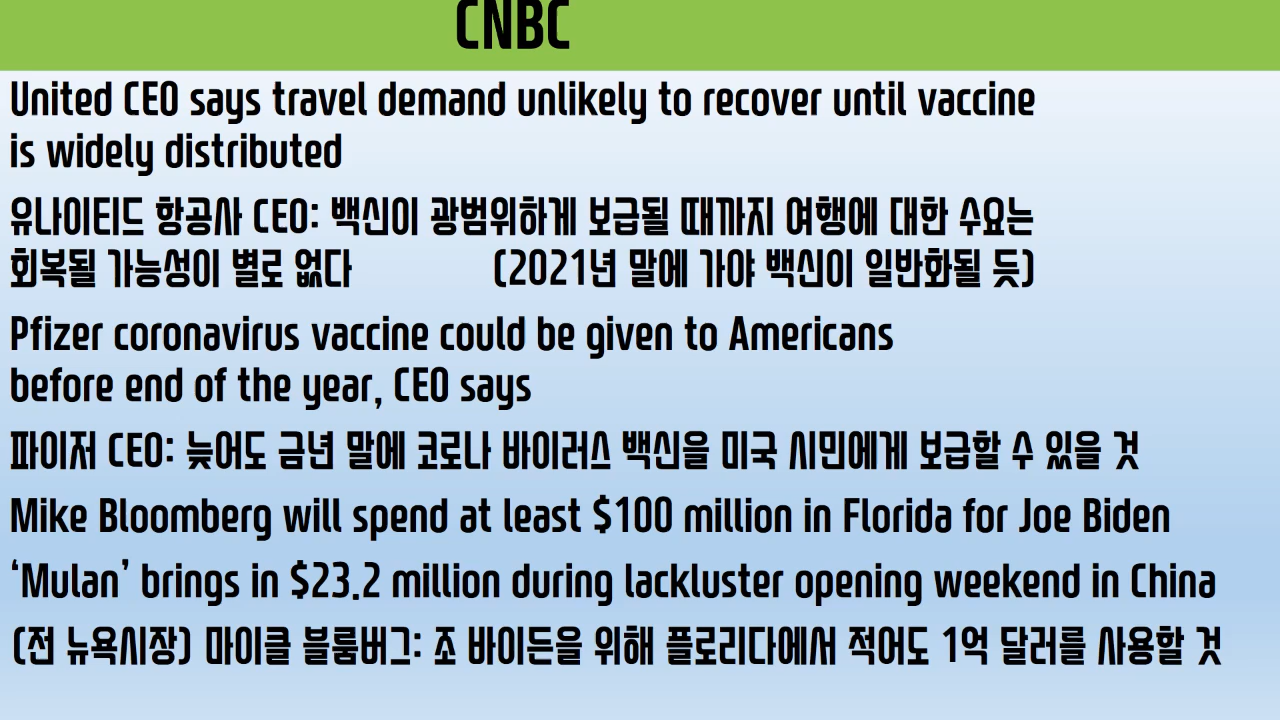 CNBC
United CEO says travel demand unlikely to recover until vaccine
is widely distributed
유나이티드 항공사 CEO: 백신이 광범위하게 보급될 때까지 여행에 대한 수요는
회복될 가능성이 별로 없다 (2021년 말에 가야 백신이 일반화될 듯)
Pfizer coronavirus vaccine could be given to Americans
before end of the year, CEO says
파이저 CEO: 늦어도 금년 말에 코로나 바이러스 백신을 미국 시민에게 보급할 수 있을 것
Mike Bloomberg will spend at least $100 million in Florida for Joe Biden
‘Mulan’ brings in $23.2 million during lackluster opening weekend in China
(전 뉴욕시장) 마이클 블룸버그: 조 바이든을 위해 플로리다에서 적어도 1억 달러를 사용할 것